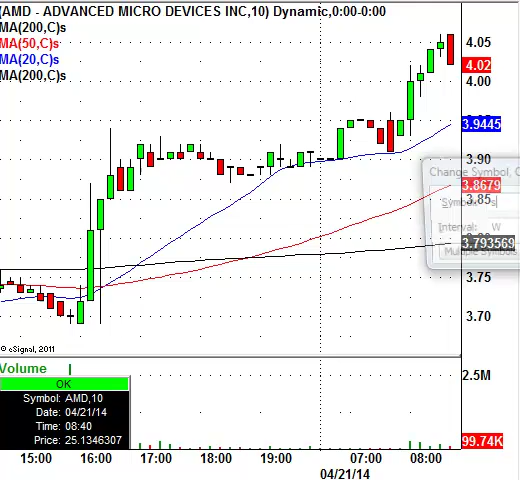 (AMD - ADVANCED MICRO DEVICES INC,10) Dynamic,0:00-0:00
MA(200,C)s
MA(50,C)s
MA(20,C)s
MA(200,C)s
4.05
4.02
4.00
3.9445
3.90
Change Symbol, C
3.8679
3.85
Symbol: s
Interval: W
3.793569
Multiple Symbols
3.75
3.70
© eSignal, 2011
Volume
OK
Symbol: AMD,10
Date: 04/21/14
Time: 08:40
Price: 25.1346307
2.5M
99.74K
15:00 16:00 17:00 18:00 19:00 07:00 08:00
04/21/14